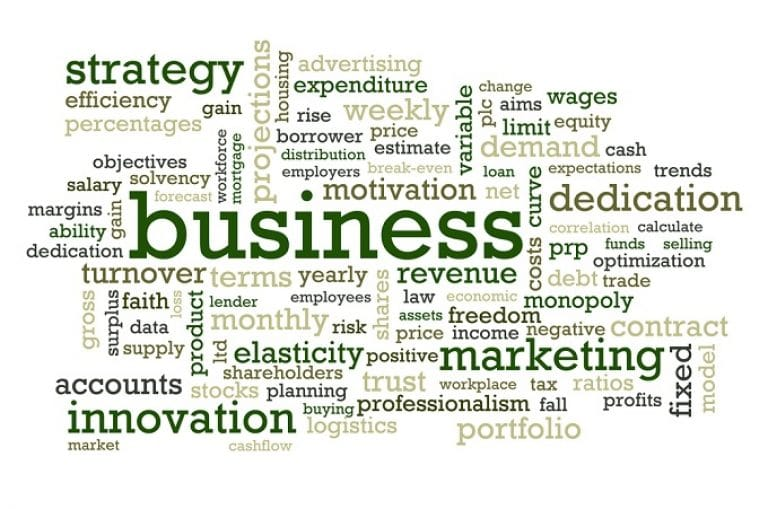 strategy
projections
housing
advertising
expenditure
efficiency
gain
percentages
rise
weekly
variable
change
plc
aims
wages
limit
equity
borrower
price
estimate
demand
cash
objectives
workforce
mortgage
distribution
employers
break-even
loan
expectations
trends
salary
solvency
forecast
motivation
net
curve
dedication
margins
gain
ability
dedication
business
correlation
calculate
prp
funds
selling
optimization
costs
turnover
terms
yearly
revenue
debt
trade
gross
surplus
faith
loss
product
lender
employees
shares
law
economic
monopoly
assets
freedom
data
monthly
risk
price
income
negative
contract
supply
ltd
elasticity
positive
marketing
fixed
model
shareholders
accounts
stocks
planning
trust
workplace
tax
ratios
profits
innovation
buying
professionalism
fall
logistics
portfolio
market
cashflow